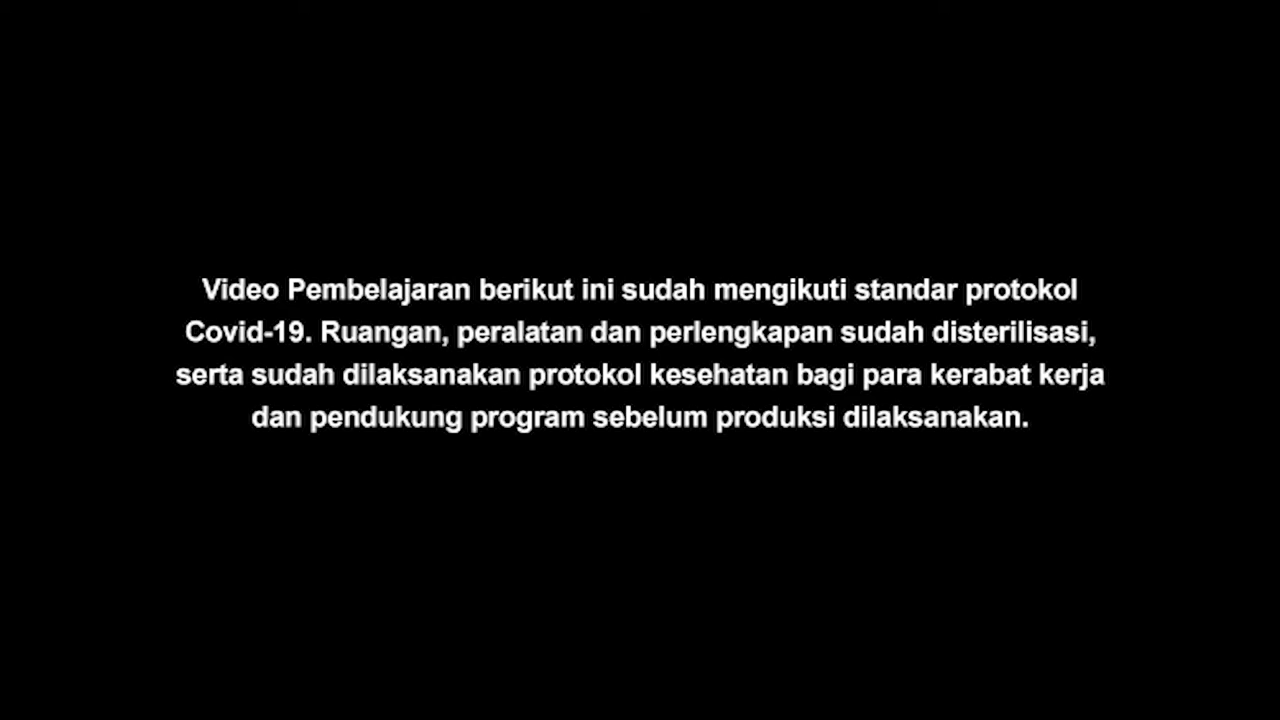 Video Pembelajaran berikut ini sudah mengikuti standar protokol
Covid-19. Ruangan, peralatan dan perlengkapan sudah disterilisasi,
serta sudah dilaksanakan protokol kesehatan bagi para kerabat kerja
dan pendukung program sebelum produksi dilaksanakan.